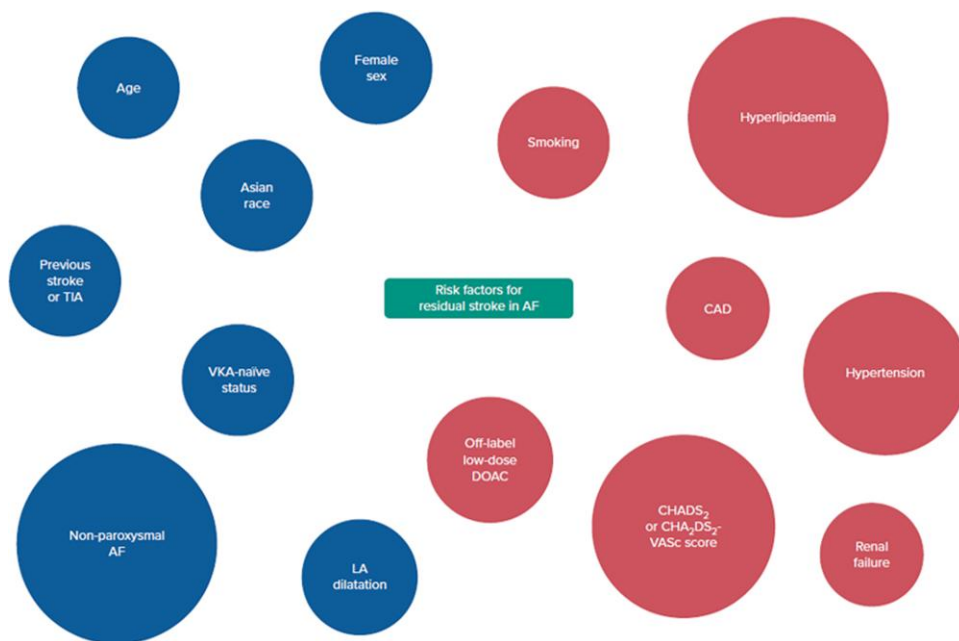 Age
Female
sex
Smoking
Hyperlipidaemia
Asian
race
Previous
stroke
or TIA
Risk factors for
residual stroke in AF
CAD
VKA-naïve
status
Hypertension
Off-label
low-dose
DOAC
Non-paroxysmal
AF
LA
dilatation
CHADS₂
or CHA₂DS₂-
VASc score
Renal
failure